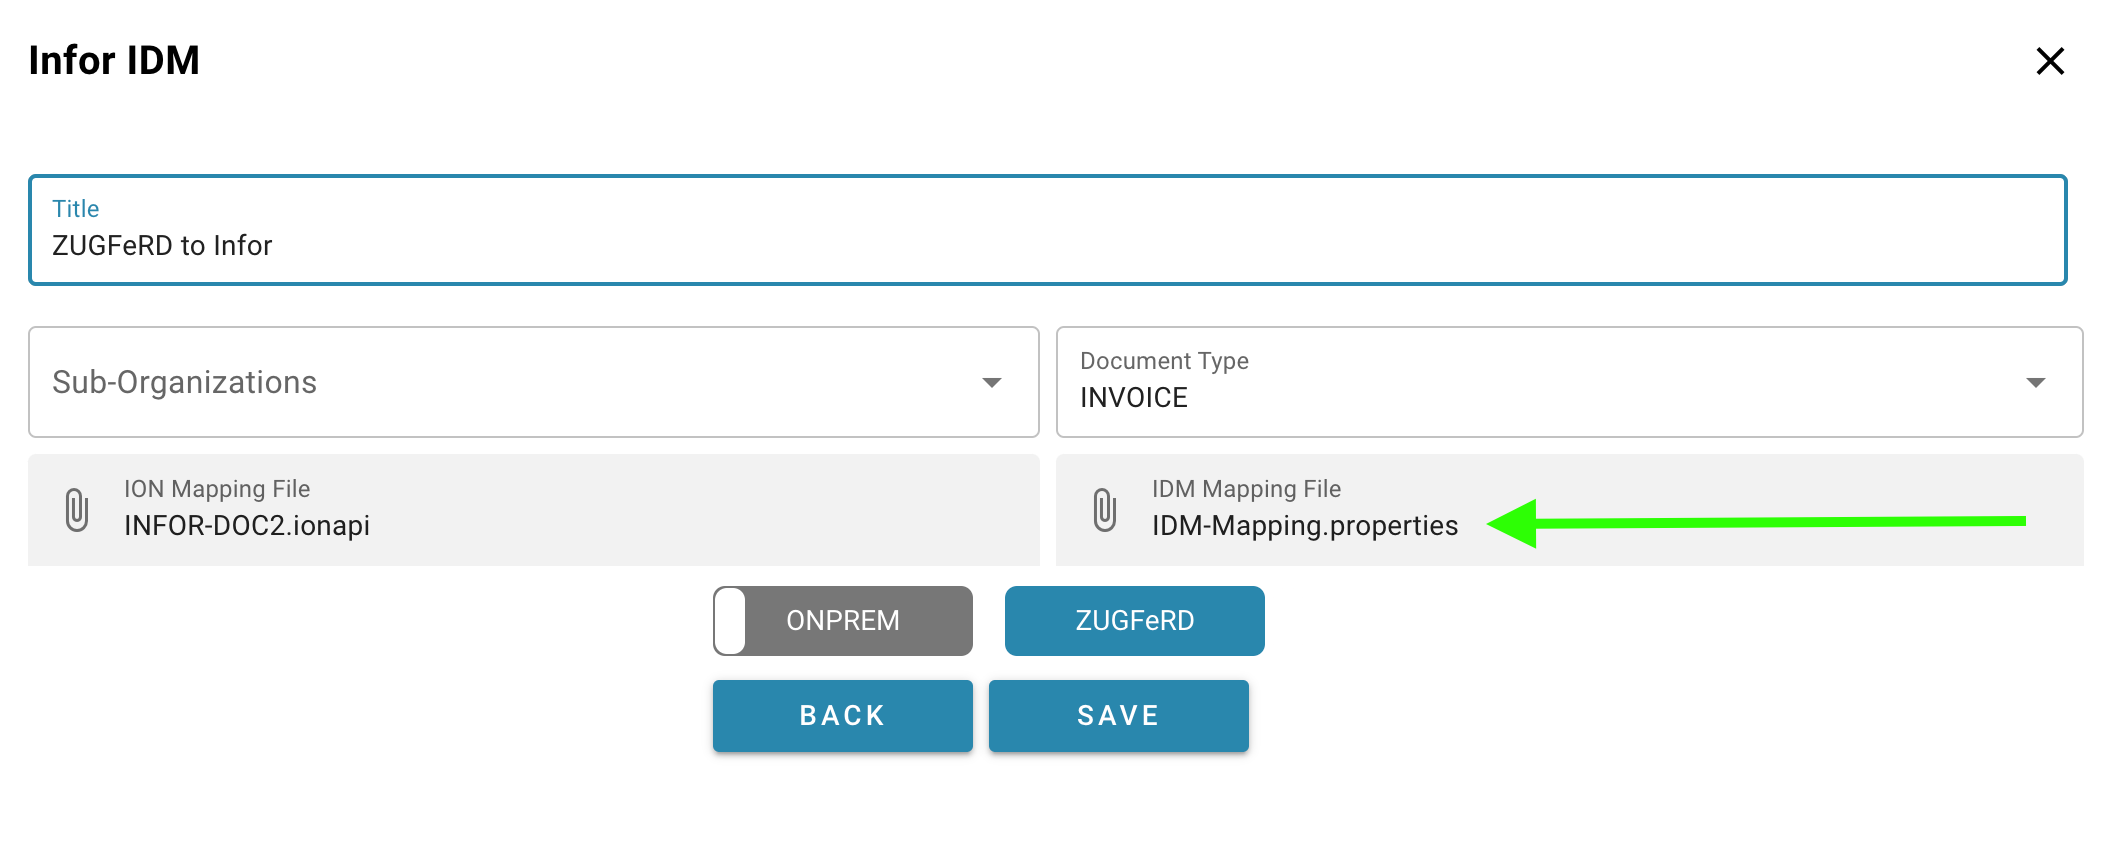 Infor IDM
Title
ZUGFeRD to Infor
Sub-Organizations
Document Type
INVOICE
ION Mapping File
INFOR-DOC2.ionapi
IDM Mapping File
IDM-Mapping.properties
ONPREM
ZUGFeRD
BACK
SAVE